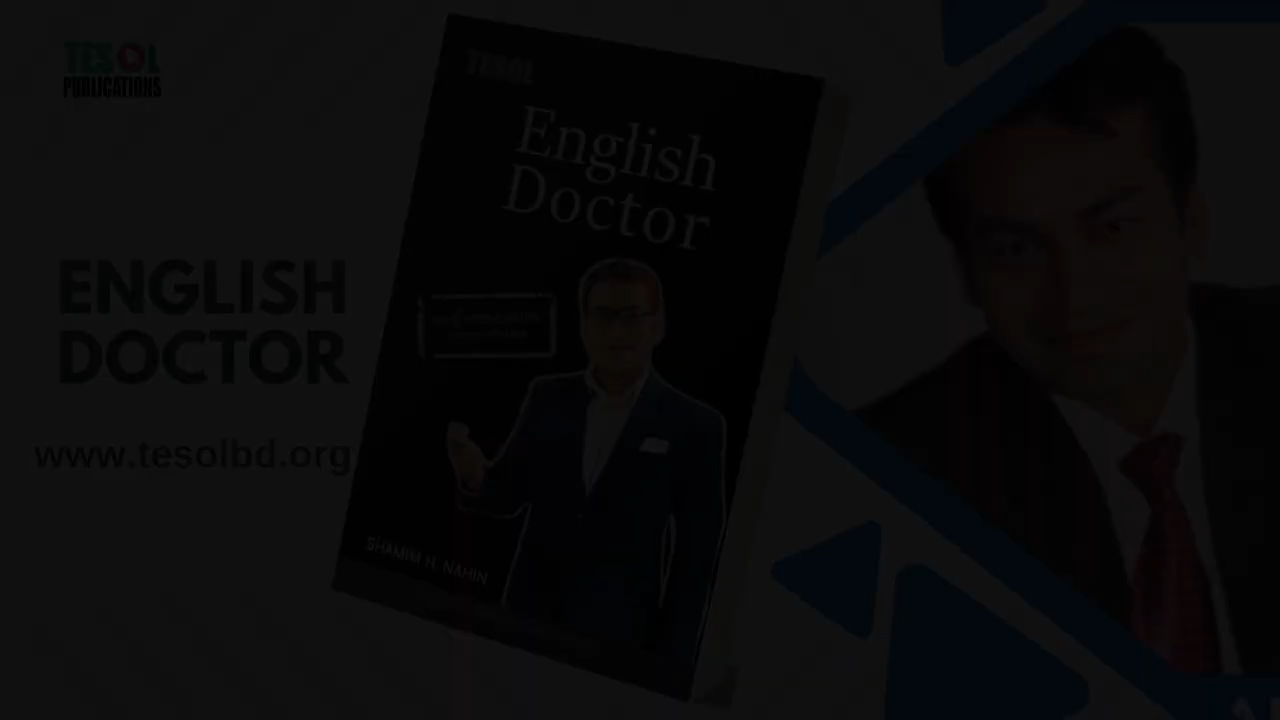 TESOL
PUBLICATIONS
ENGLISH
DOCTOR
www.tesolbd.org
TESOL
English
Doctor
SHAMIM H. NAHIN